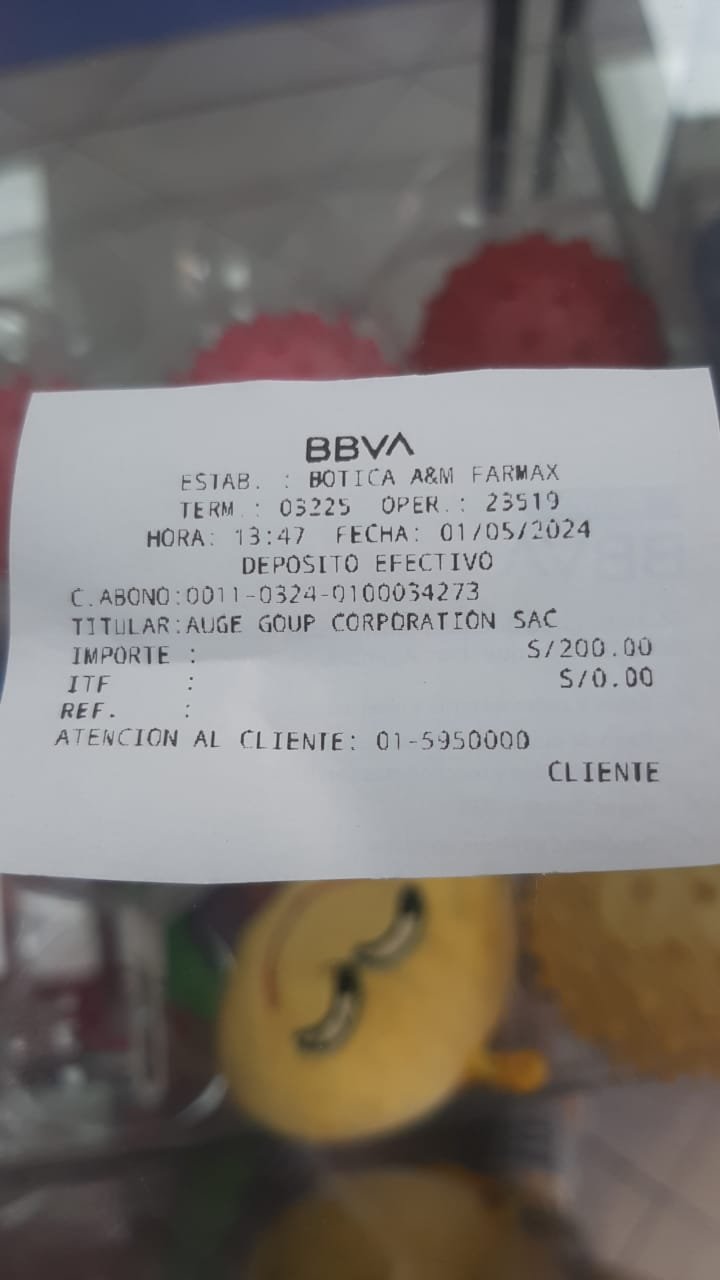 BBVA
ESTAB. : BOTICA A&M FARMAX
TERM.: 03225 OPER.: 23519
HORA: 13:47 FECHA: 01/05/2024
DEPOSITO EFECTIVO
C.ABONO:0011-0324-0100034273
TITULAR:AUGE GOUP CORPORATION SAC
IMPORTE : S/200.00
ITF : S/0.00
REF. :
ATENCION AL CLIENTE: 01-5950000
CLIENTE